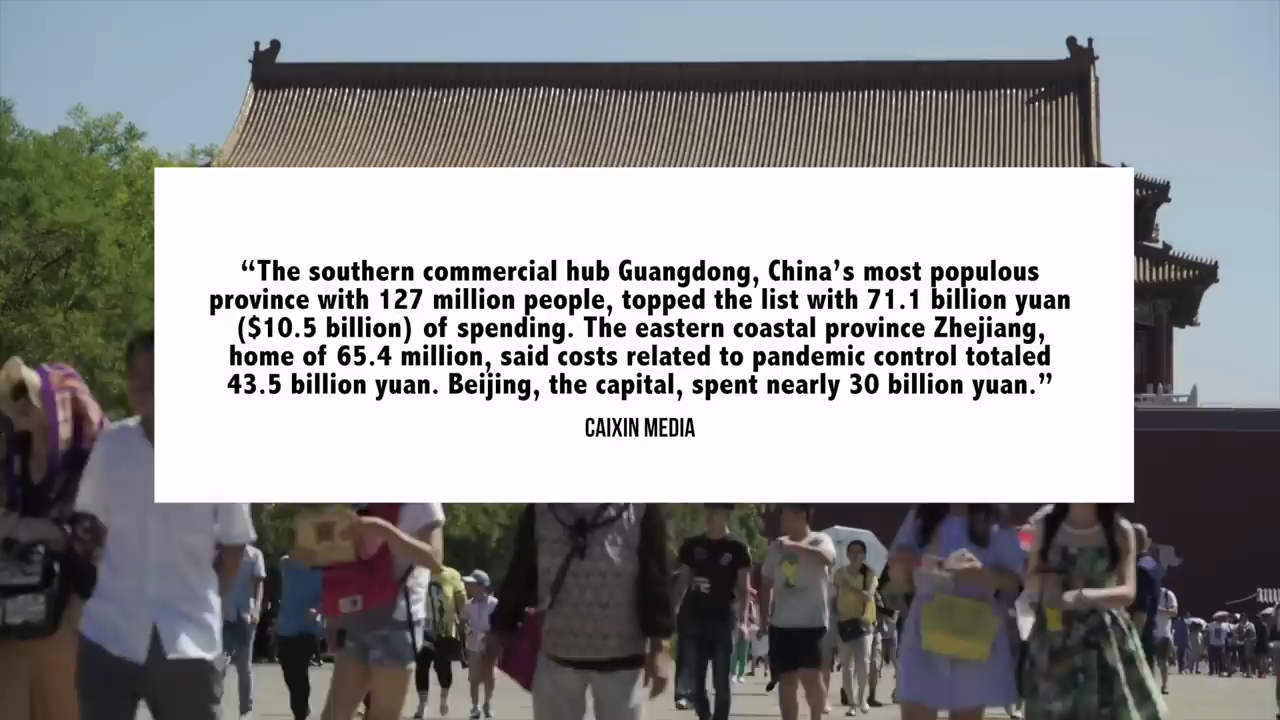 “The southern commercial hub Guangdong, China’s most populous
province with 127 million people, topped the list with 71.1 billion yuan
($10.5 billion) of spending. The eastern coastal province Zhejiang,
home of 65.4 million, said costs related to pandemic control totaled
43.5 billion yuan. Beijing, the capital, spent nearly 30 billion yuan.”
CAIXIN MEDIA